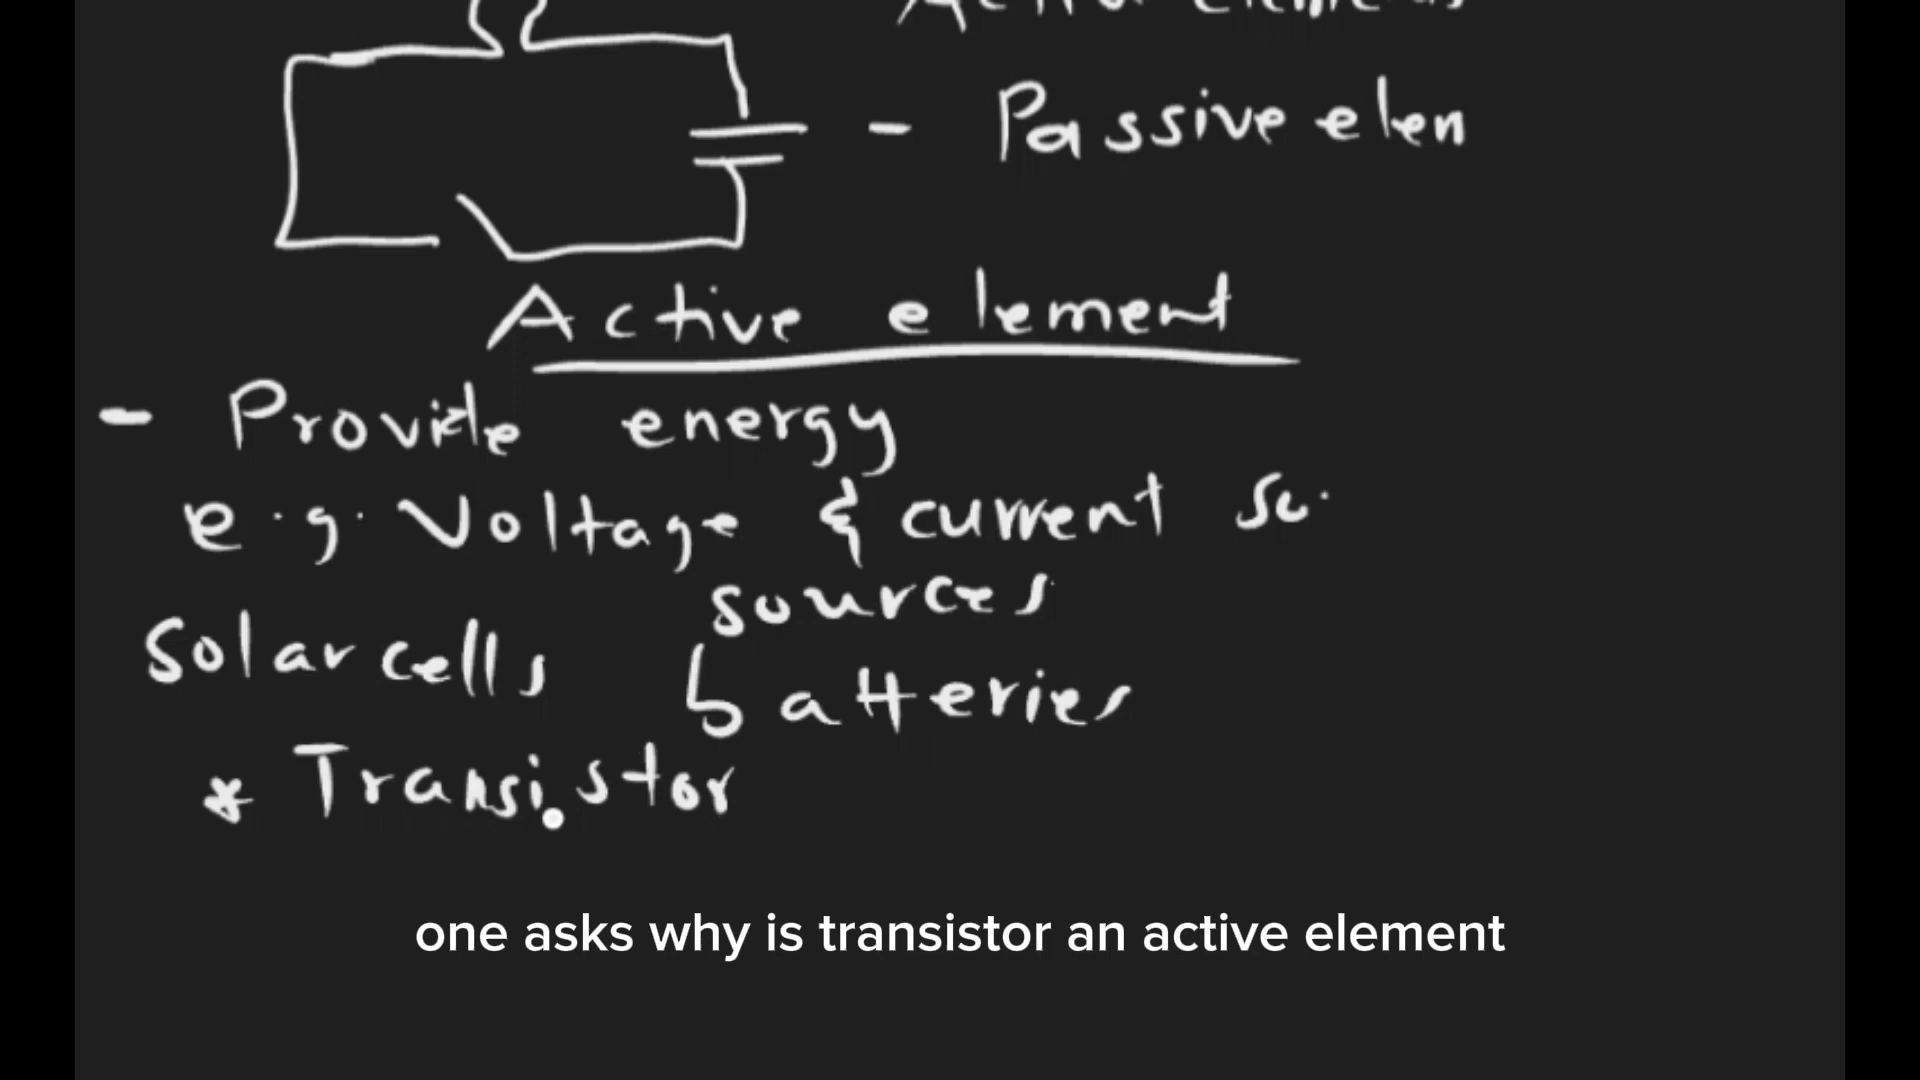 - Passive elen
Active element
- Provide energy
e.g. Voltage & current so.
sources
Solar cells batteries
* Transistor
one asks why is transistor an active element